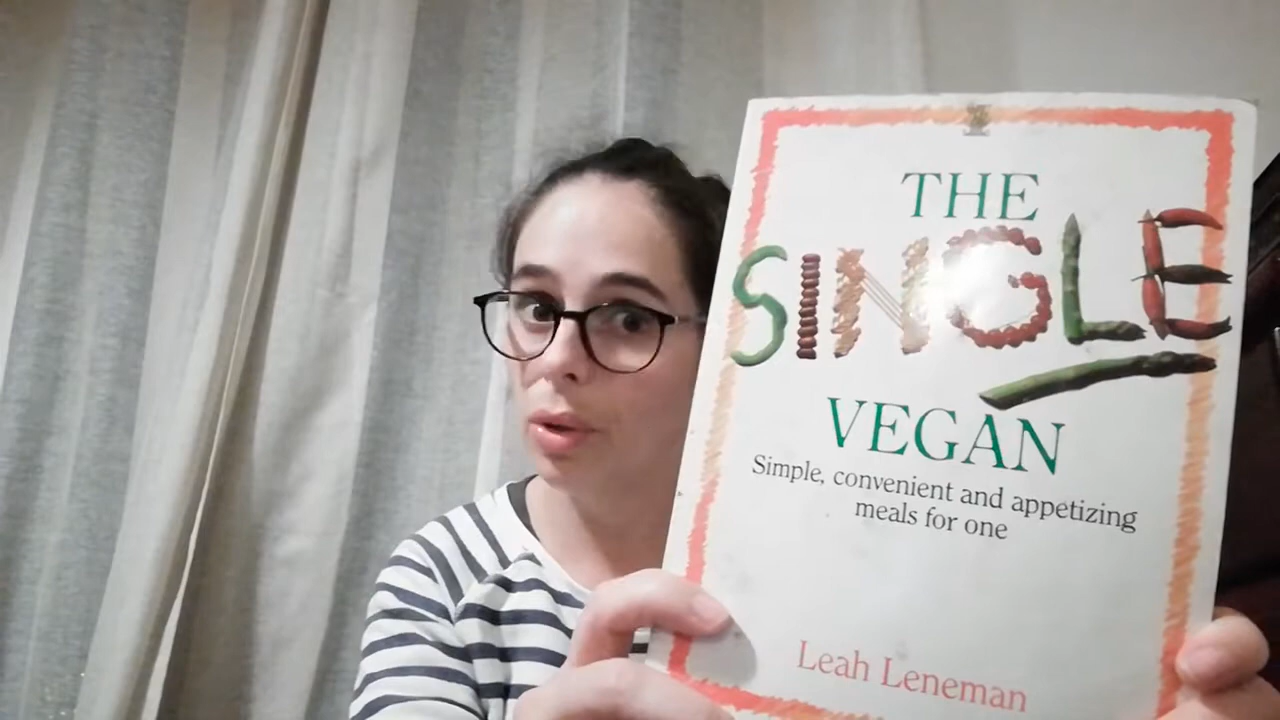 THE
SINGLE
VEGAN
Simple, convenient and appetizing
meals for one
Leah Leneman